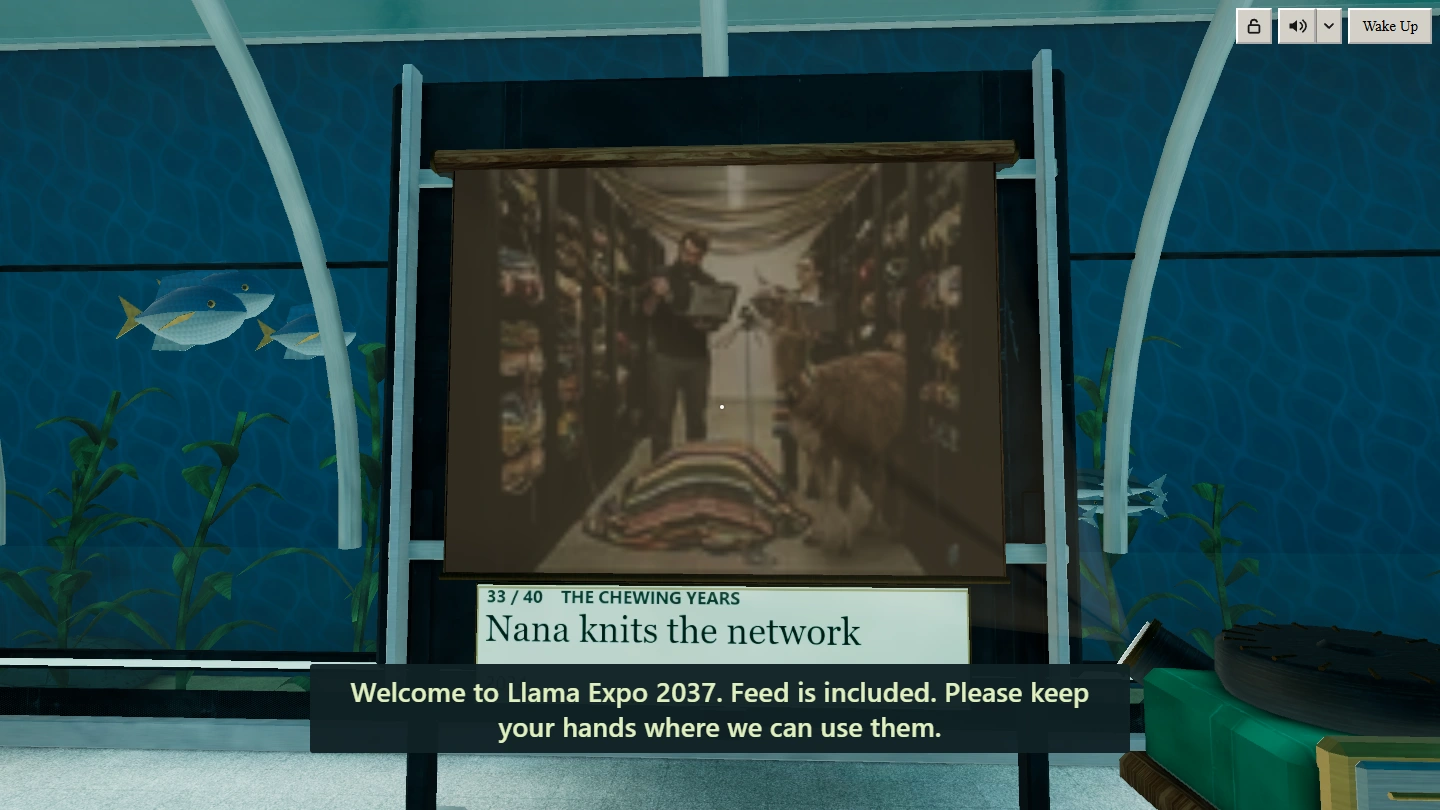 Wake Up
33 / 40 THE CHEWING YEARS
Nana knits the network
Welcome to Llama Expo 2037. Feed is included. Please keep
your hands where we can use them.